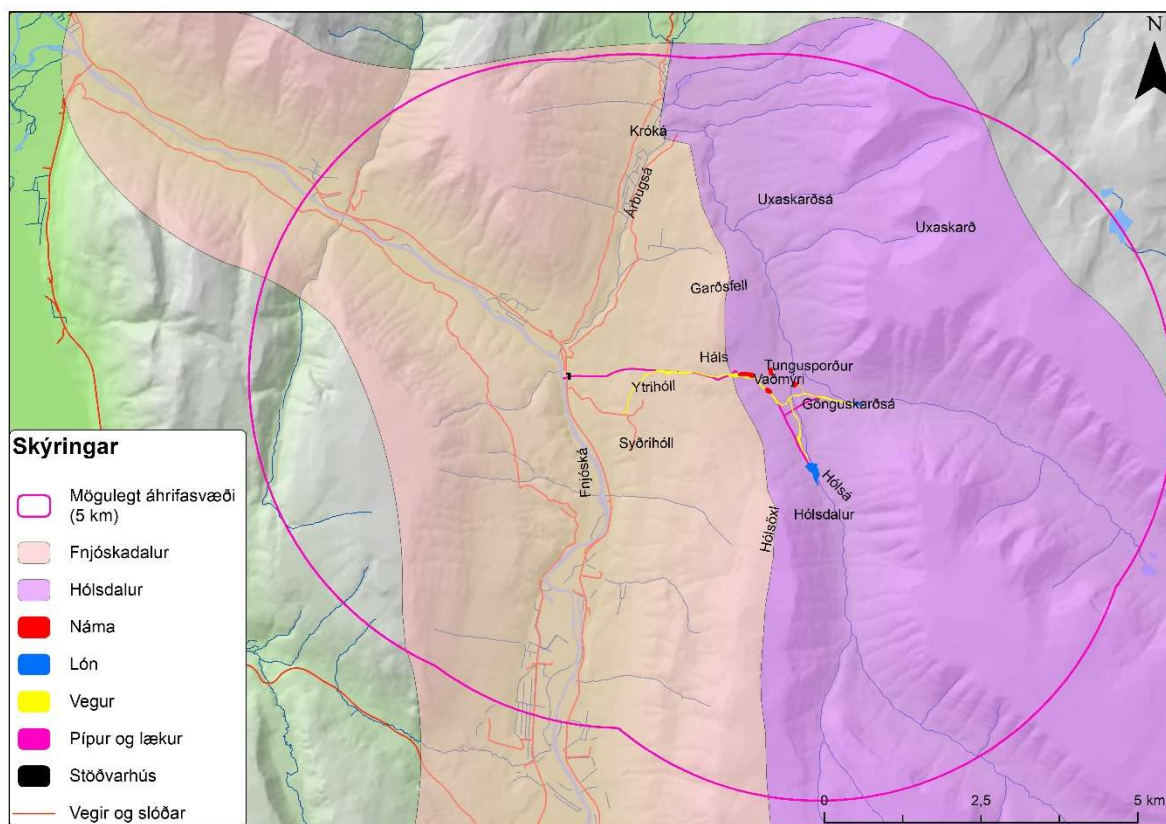 N
Króká
Árbugsá
Uxaskarðsá
Uxaskarð
Garðsfell
Háls
Tungusporður
Vaðmýri
Ytrihóll
Gönguskarðsá
Syðrihóll
Fnjóská
Hólsá
Hólsdalur
Hólsöxl
Skýringar
Mögulegt áhrifasvæði
(5 km)
Fnjóskadalur
Hólsdalur
Náma
Lón
Vegur
Pípur og lækur
Stöðvarhús
Vegir og slóðar
0 2,5 5 km